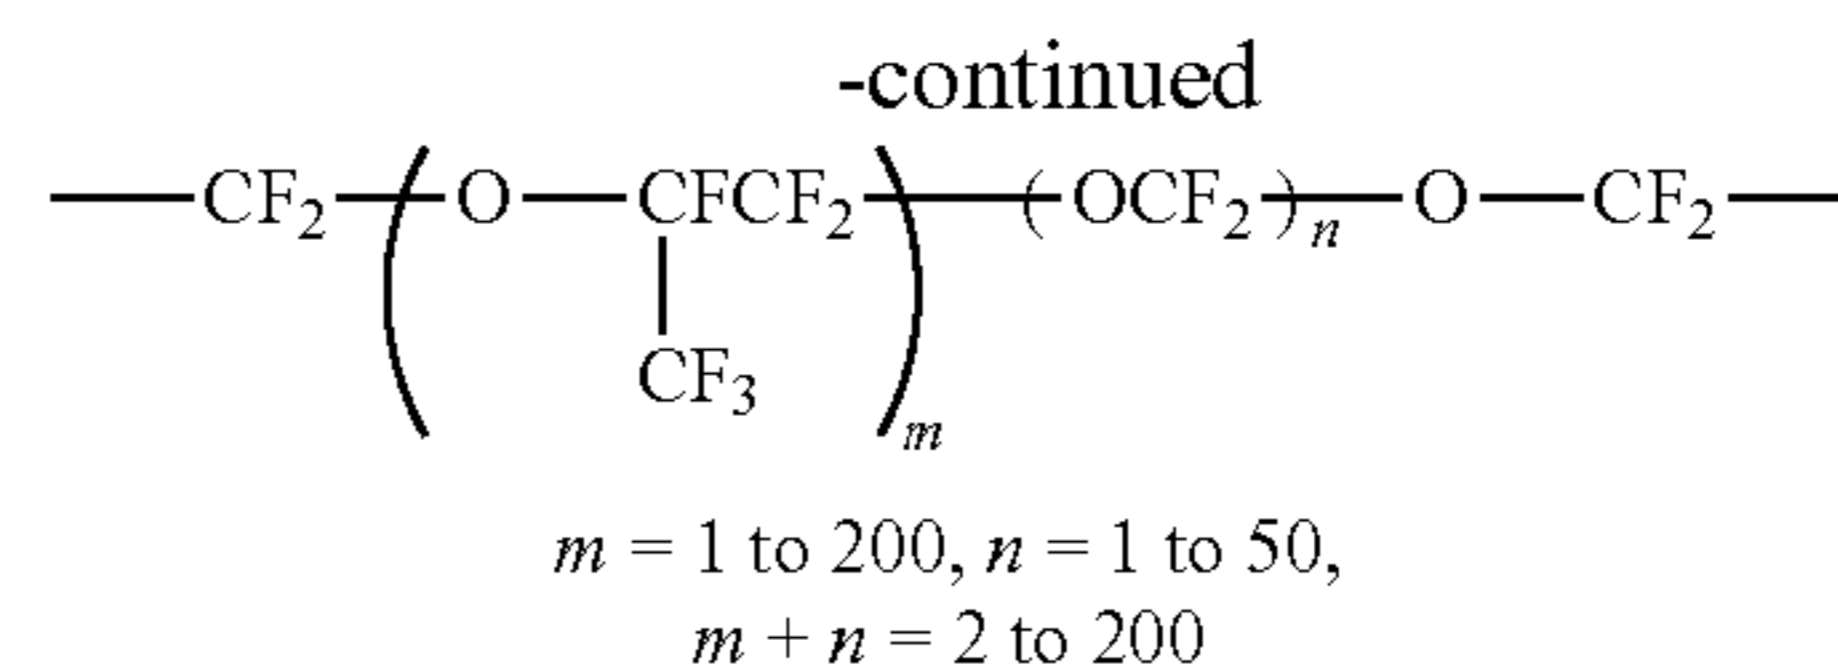 -continued
—CF₂—(O—CFCF₂)—(OCF₂)ₙ—O—CF₂—
CF₃
m
m = 1 to 200, n = 1 to 50,
m + n = 2 to 200